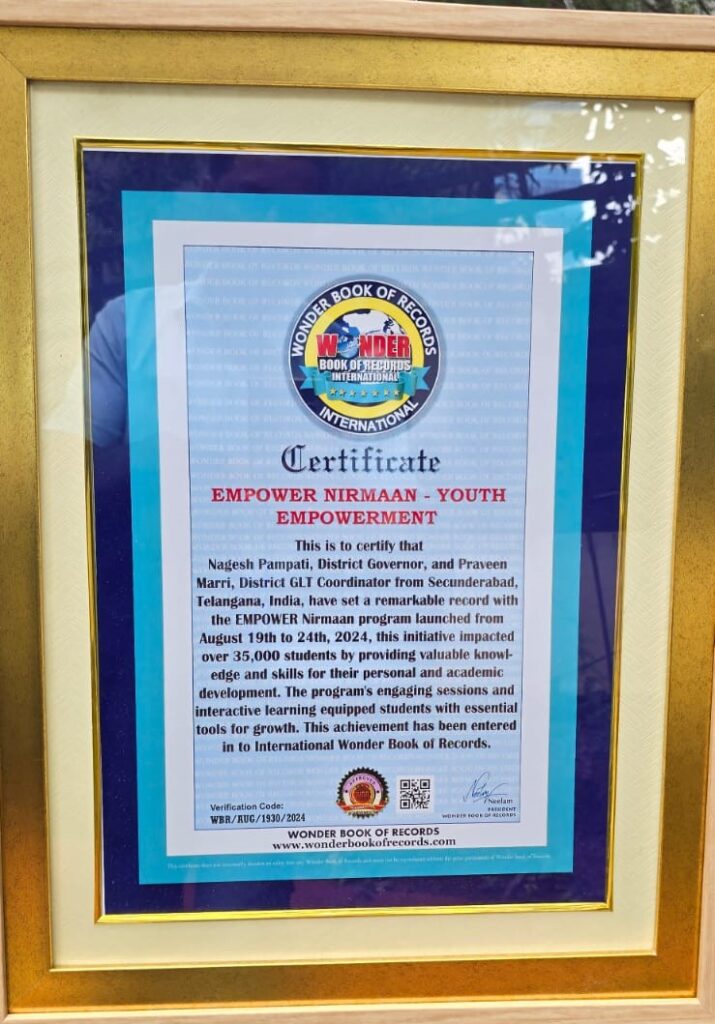 WONDER BOOK OF RECORDS
WONDER
BOOK OF RECORDS
INTERNATIONAL
INTERNATIONAL
Certificate
EMPOWER NIRMAAN - YOUTH
EMPOWERMENT
This is to certify that
Nagesh Pampati, District Governor, and Praveen
Marri, District GLT Coordinator from Secunderabad,
Telangana, India, have set a remarkable record with
the EMPOWER Nirmaan program launched from
August 19th to 24th, 2024, this initiative impacted
over 35,000 students by providing valuable knowl-
edge and skills for their personal and academic
development. The program's engaging sessions and
interactive learning equipped students with essential
tools for growth. This achievement has been entered
in to International Wonder Book of Records.
APPROVED
Verification Code:
WBR/AUG/1930/2024
Neelam
PRESIDENT
WONDER BOOK OF RECORDS
WONDER BOOK OF RECORDS
www.wonderbookofrecords.com